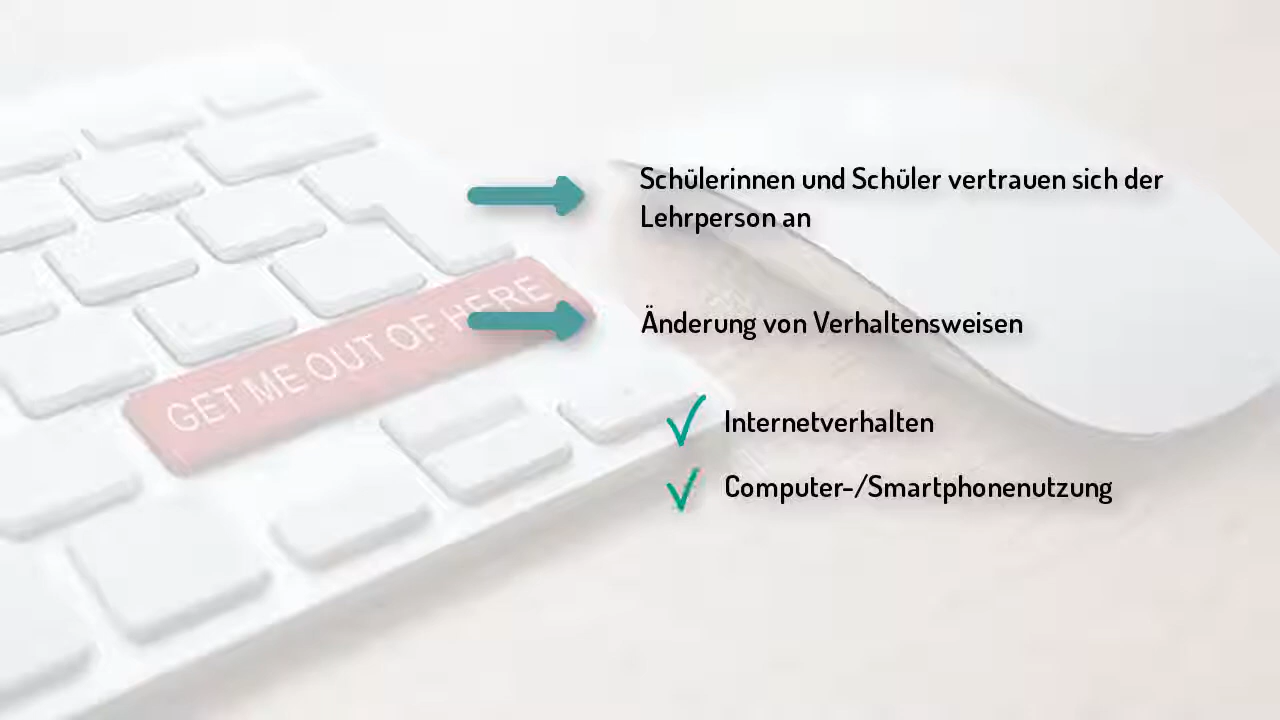 Schülerinnen und Schüler vertrauen sich der
Lehrperson an
GET ME OUT OF HERE
Änderung von Verhaltensweisen
Internetverhalten
Computer-/Smartphonenutzung